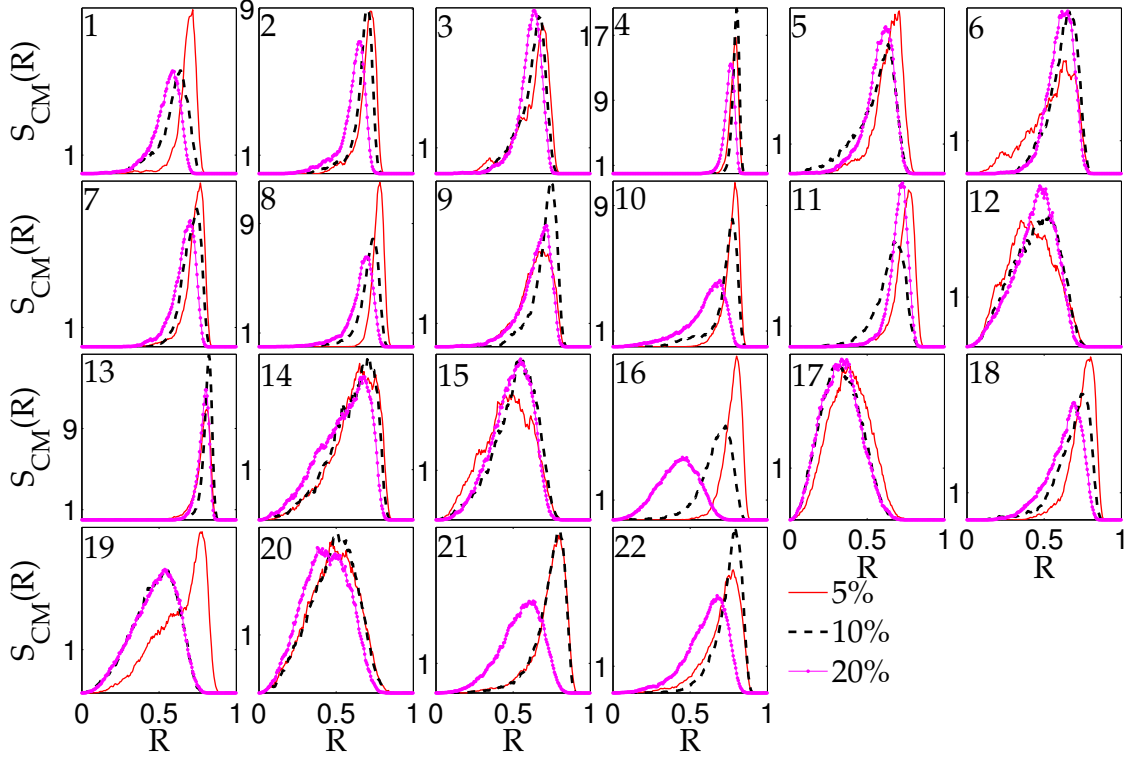 1 9 2 3 17 4 5 6
S_CM(R) 9
1 1 1 1 1 1
7 9 8 9 9 10 11 12
S_CM(R) 1 1 1 1 1 1
13 14 15 16 17 18
S_CM(R) 9
1 1 1 1 1 1
0 0.5 1 0 0.5 1
R R
19 20 21 22
S_CM(R) 1 1 1 1
0 0.5 1 0 0.5 1 0 0.5 1 0 0.5 1
R R R R
5%
10%
20%